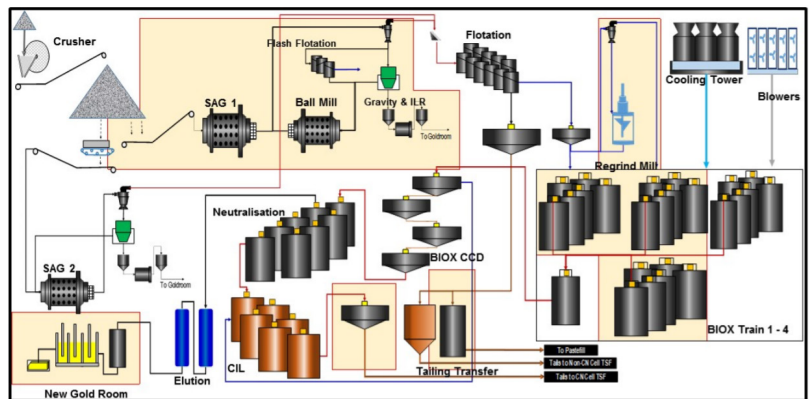 Crusher
Flash Flotation
Flotation
Cooling Tower
Blowers
SAG 1
Ball Mill
Gravity & ILR
To Goldroom
Regrind Mill
Neutralisation
BIOX CCD
SAG 2
To Goldroom
BIOX Train 1 - 4
CIL
Elution
New Gold Room
Tailing Transfer
To Pastefill
Tails to Non-CN Cell TSF
Tails to CN Cell TSF